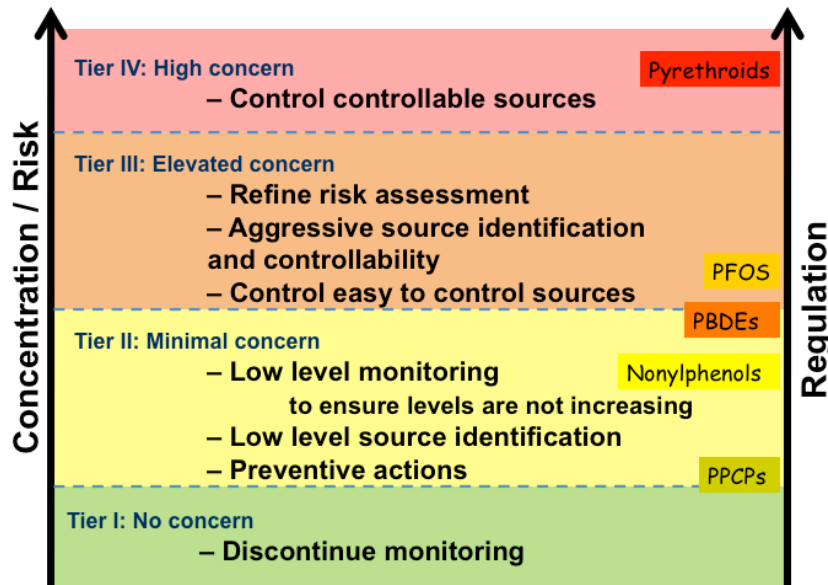 Tier IV: High concern
Pyrethroids
– Control controllable sources
Tier III: Elevated concern
– Refine risk assessment
– Aggressive source identification
and controllability
PFOS
– Control easy to control sources
PBDEs
Tier II: Minimal concern
– Low level monitoring
Nonylphenols
to ensure levels are not increasing
– Low level source identification
– Preventive actions
PPCPs
Tier I: No concern
– Discontinue monitoring
Concentration / Risk
Regulation